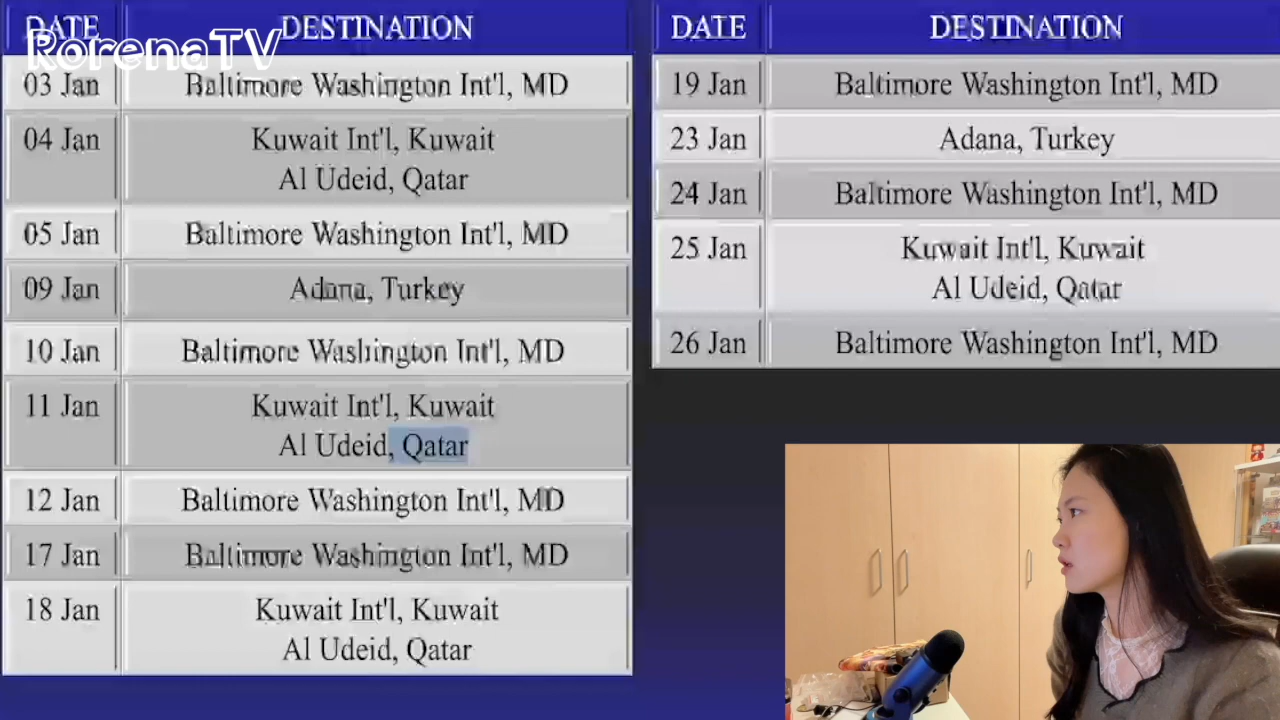 RorenaTV
DATE DESTINATION
03 Jan Baltimore Washington Int'l, MD
04 Jan Kuwait Int'l, Kuwait
Al Udeid, Qatar
05 Jan Baltimore Washington Int'l, MD
09 Jan Adana, Turkey
10 Jan Baltimore Washington Int'l, MD
11 Jan Kuwait Int'l, Kuwait
Al Udeid, Qatar
12 Jan Baltimore Washington Int'l, MD
17 Jan Baltimore Washington Int'l, MD
18 Jan Kuwait Int'l, Kuwait
Al Udeid, Qatar
DATE DESTINATION
19 Jan Baltimore Washington Int'l, MD
23 Jan Adana, Turkey
24 Jan Baltimore Washington Int'l, MD
25 Jan Kuwait Int'l, Kuwait
Al Udeid, Qatar
26 Jan Baltimore Washington Int'l, MD